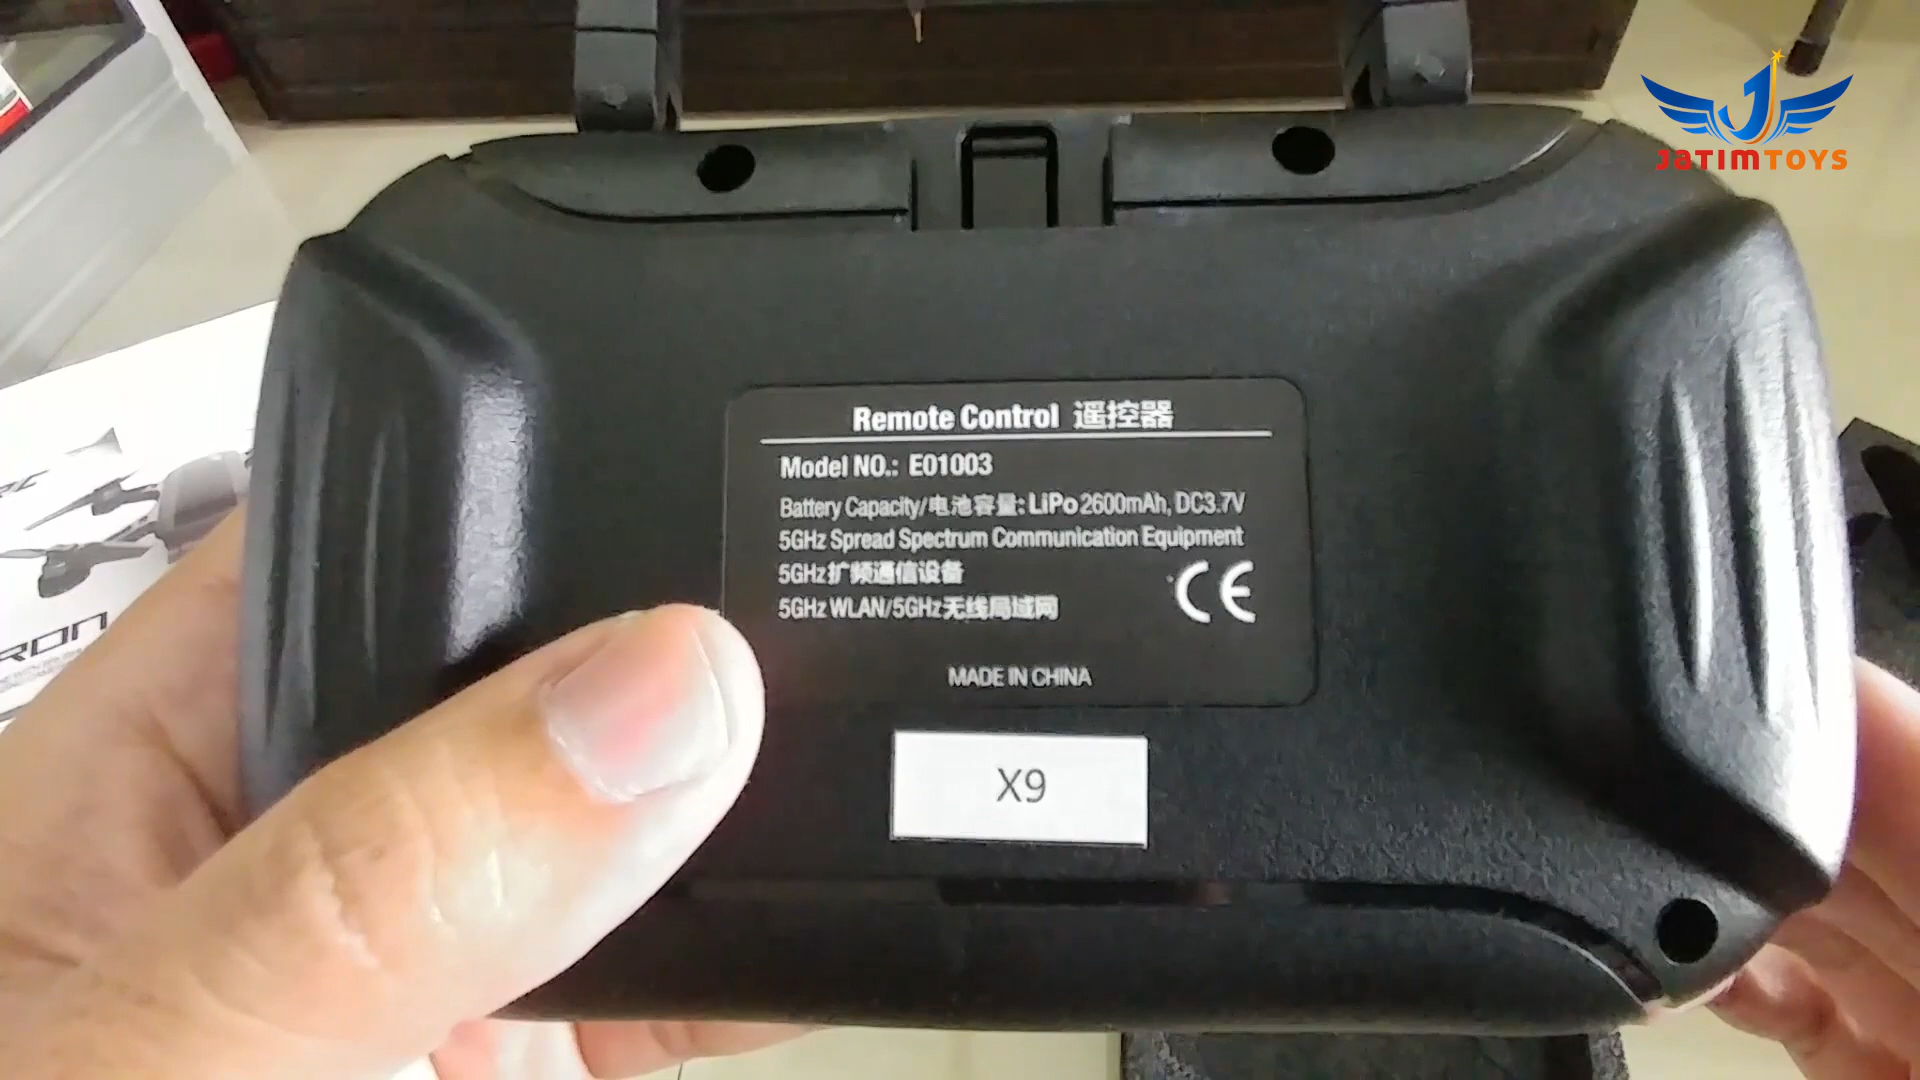 JATIMTOYS
Remote Control 遥控器
Model NO.: E01003
Battery Capacity/电池容量: LiPo 2600mAh, DC3.7V
5GHz Spread Spectrum Communication Equipment
5GHz扩频通信设备
5GHz WLAN/5GHz无线局域网
CE
MADE IN CHINA
X9
RC
RON